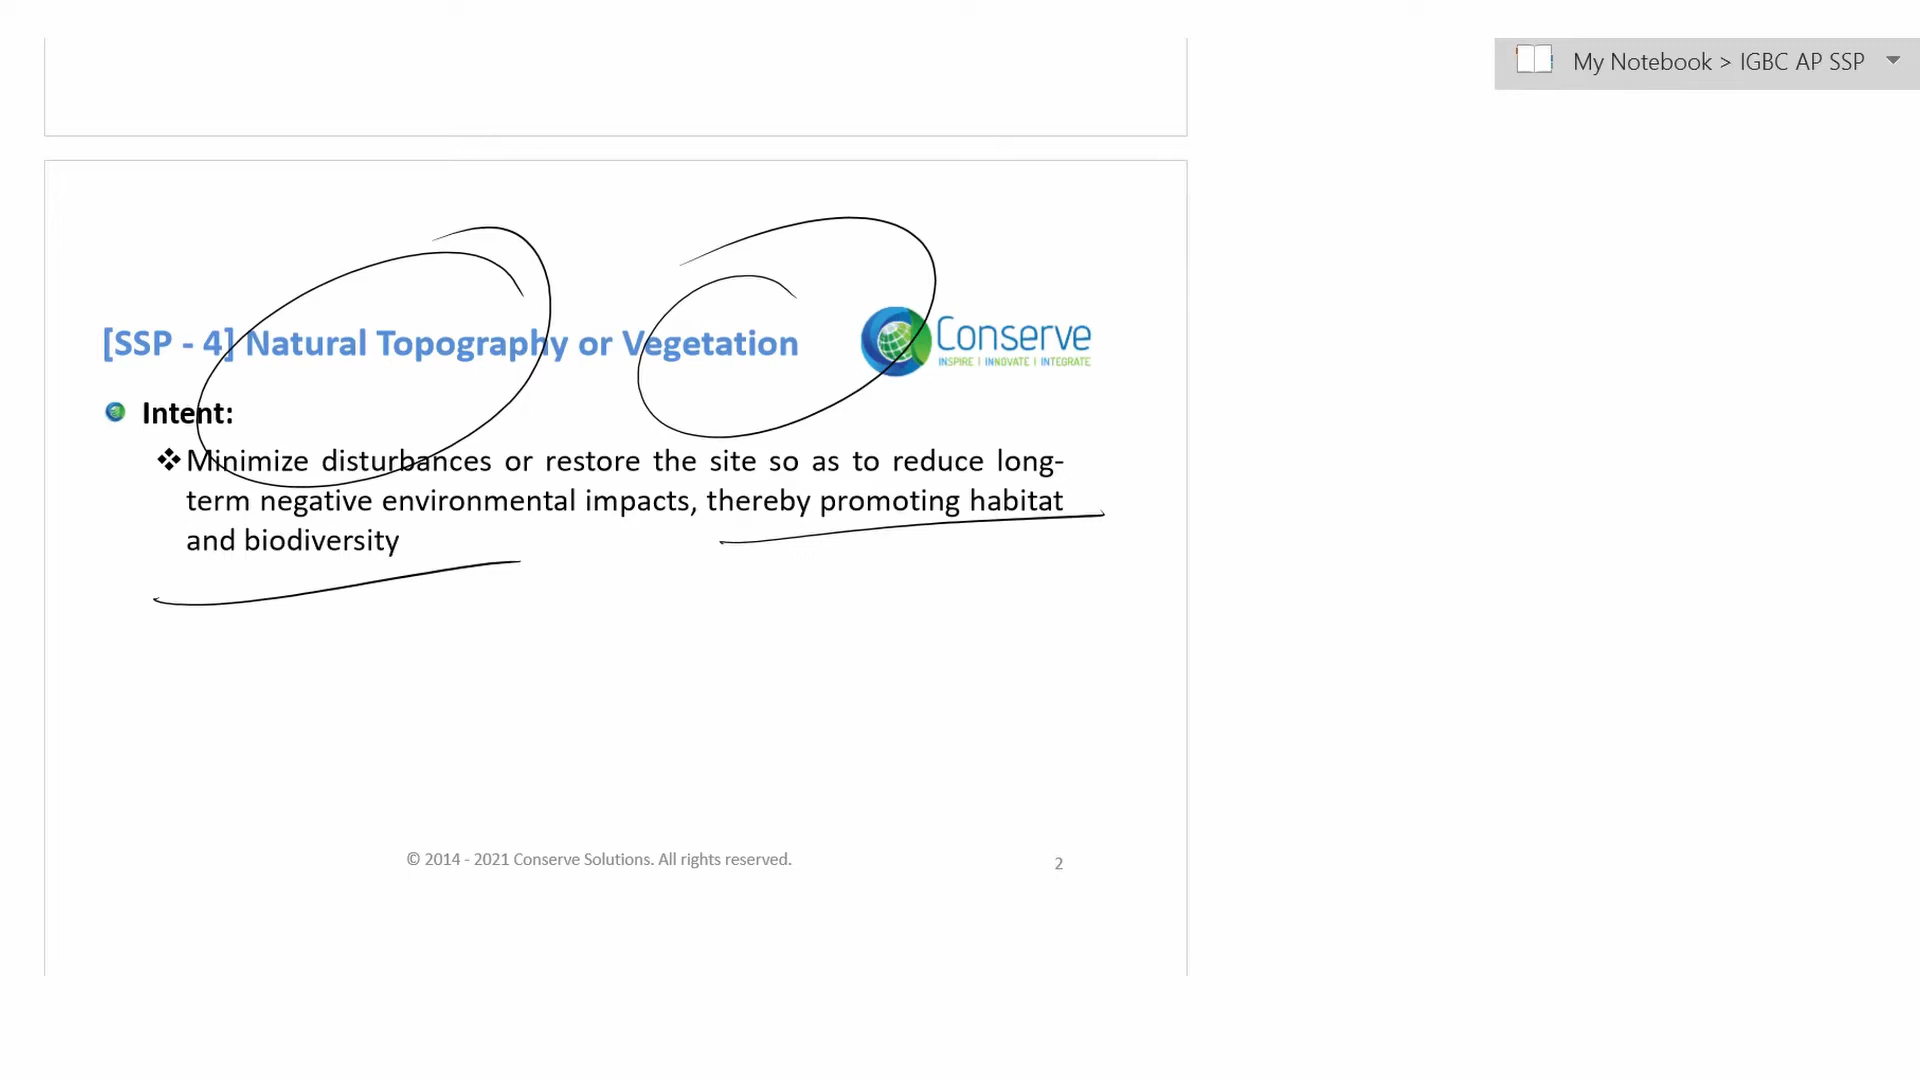 My Notebook > IGBC AP SSP
[SSP - 4] Natural Topography or Vegetation
Conserve
INSPIRE | INNOVATE | INTEGRATE
Intent:
Minimize disturbances or restore the site so as to reduce long-
term negative environmental impacts, thereby promoting habitat
and biodiversity
© 2014 - 2021 Conserve Solutions. All rights reserved.
2